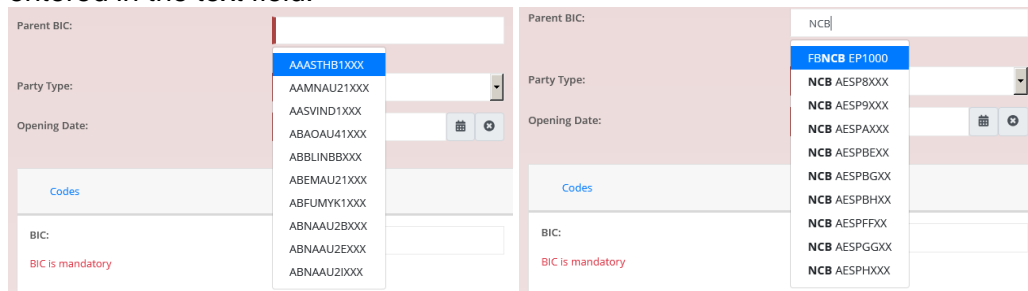 entered in the text field.
Parent BIC:
AAASTHB1XXX
AAMNAU21XXX
Party Type:
AASVIND1XXX
Opening Date:
ABAOAU41XXX
ABBLINBBXXX
ABEMAU21XXX
Codes
ABFUMYK1XXX
ABNAAU2BXXX
BIC:
ABNAAU2EXXX
BIC is mandatory
ABNAAU2IXXX
Parent BIC:
NCB
FBNCB EP1000
Party Type:
NCB AESP8XXX
NCB AESP9XXX
Opening Date:
NCB AESPAXXX
NCB AESPBEXX
NCB AESPBGXX
Codes
NCB AESPBHXX
NCB AESPFFXX
BIC:
NCB AESPGGXX
BIC is mandatory
NCB AESPHXXX